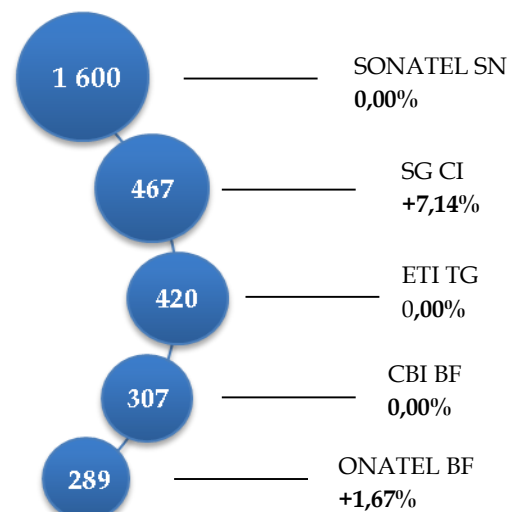 1 600
SONATEL SN
0,00%
467
SG CI
+7,14%
420
ETI TG
0,00%
307
CBI BF
0,00%
289
ONATEL BF
+1,67%